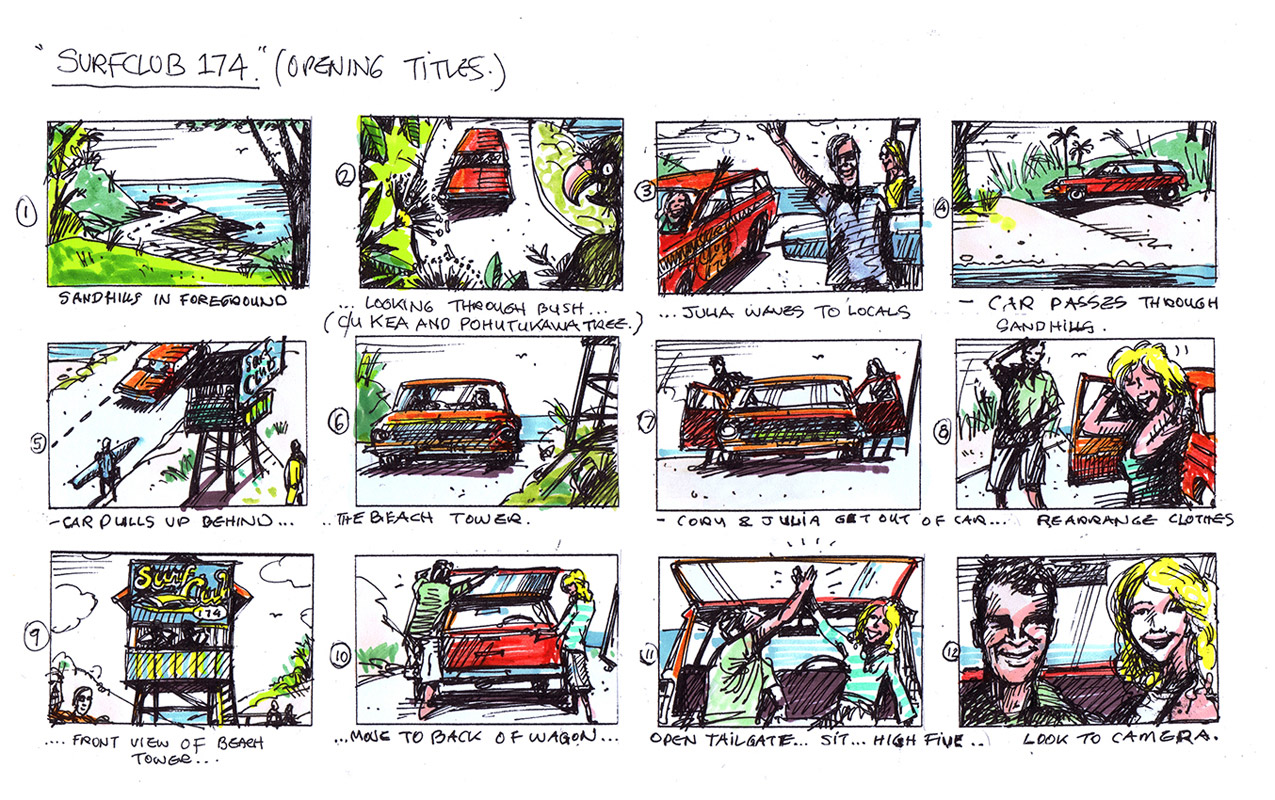 "SURFCLUB 174." (OPENING TITLES.)
1
SANDHILLS IN FOREGROUND
2
... LOOKING THROUGH BUSH...
(C/U KEA AND POHUTUKAWA TREE.)
3
... JULIA WAVES TO LOCALS
4
- CAR PASSES THROUGH
SANDHILLS.
5
Surf
Club
- CAR PULLS UP BEHIND...
6
.. THE BEACH TOWER.
7
- CORY & JULIA GET OUT OF CAR...
8
REARRANGE CLOTHES
9
Surf
Club
174
.... FRONT VIEW OF BEACH
TOWER...
10
...MOVE TO BACK OF WAGON...
11
OPEN TAILGATE... SIT... HIGH FIVE..
12
LOOK TO CAMERA.